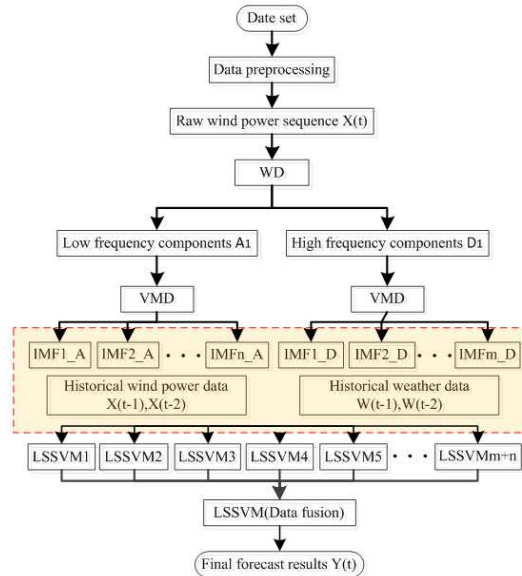 Date set
Data preprocessing
Raw wind power sequence X(t)
WD
Low frequency components A1
High frequency components D1
VMD
VMD
IMF1_A IMF2_A · · · IMFn_A IMF1_D IMF2_D · · · IMFm_D
Historical wind power data
X(t-1),X(t-2)
Historical weather data
W(t-1),W(t-2)
LSSVM1 LSSVM2 LSSVM3 LSSVM4 LSSVM5 · · · LSSVMm+n
LSSVM(Data fusion)
Final forecast results Y(t)